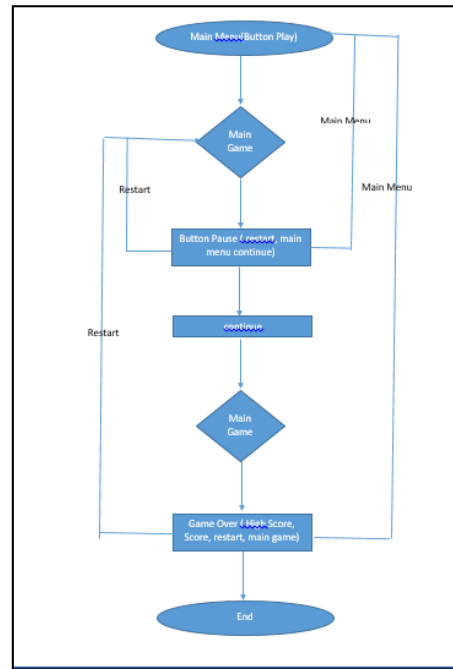 Main Menu(Button Play)
Main
Game
Main Menu
Main Menu
Restart
Button Pause ( restart, main
menu continue)
continue
Restart
Main
Game
Game Over ( High Score,
Score, restart, main game)
End